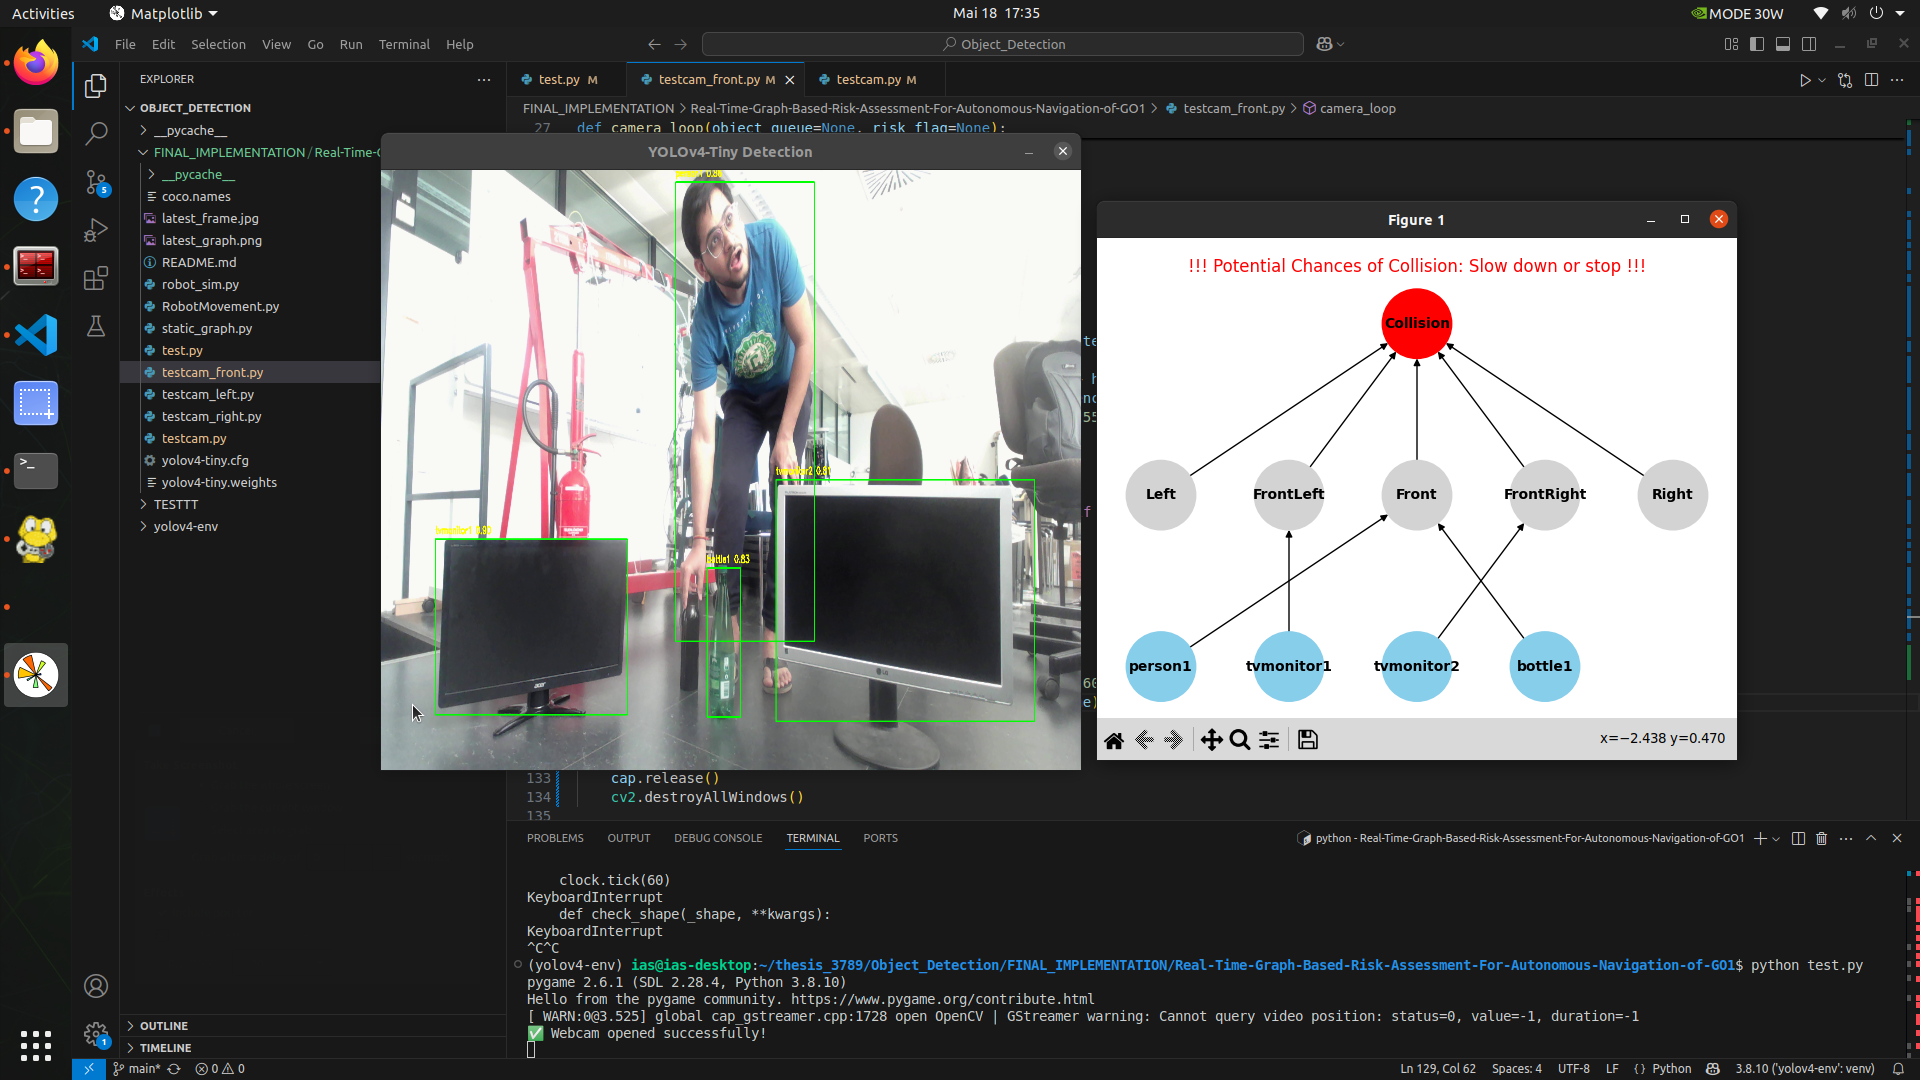 Activities
Matplotlib
Mai 18 17:35
MODE 30W
File Edit Selection View Go Run Terminal Help
Object_Detection
EXPLORER
test.py M
testcam_front.py M
testcam.py M
OBJECT_DETECTION
FINAL_IMPLEMENTATION > Real-Time-Graph-Based-Risk-Assessment-For-Autonomous-Navigation-of-GO1 > testcam_front.py > camera_loop
27 def camera_loop(object_queue=None, risk_flag=None):
__pycache__
FINAL_IMPLEMENTATION / Real-Time-
__pycache__
coco.names
latest_frame.jpg
latest_graph.png
README.md
robot_sim.py
RobotMovement.py
static_graph.py
test.py
testcam_front.py
testcam_left.py
testcam_right.py
testcam.py
yolov4-tiny.cfg
yolov4-tiny.weights
TESTTT
yolov4-env
5
YOLOv4-Tiny Detection
bottle1 0.83
acer
LG
Figure 1
!!! Potential Chances of Collision: Slow down or stop !!!
Collision
Left FrontLeft Front FrontRight Right
person1 tvmonitor1 tvmonitor2 bottle1
x=−2.438 y=0.470
133 cap.release()
134 cv2.destroyAllWindows()
135
PROBLEMS OUTPUT DEBUG CONSOLE TERMINAL PORTS
python - Real-Time-Graph-Based-Risk-Assessment-For-Autonomous-Navigation-of-GO1
clock.tick(60)
KeyboardInterrupt
def check_shape(_shape, **kwargs):
KeyboardInterrupt
^C^C
(yolov4-env) ias@ias-desktop:~/thesis_3789/Object_Detection/FINAL_IMPLEMENTATION/Real-Time-Graph-Based-Risk-Assessment-For-Autonomous-Navigation-of-GO1$ python test.py
pygame 2.6.1 (SDL 2.28.4, Python 3.8.10)
Hello from the pygame community. https://www.pygame.org/contribute.html
[ WARN:0@3.525] global cap_gstreamer.cpp:1728 open OpenCV | GStreamer warning: Cannot query video position: status=0, value=-1, duration=-1
✅ Webcam opened successfully!
OUTLINE
TIMELINE
1
main* 0 0
Ln 129, Col 62 Spaces: 4 UTF-8 LF {} Python 3.8.10 ('yolov4-env': venv)